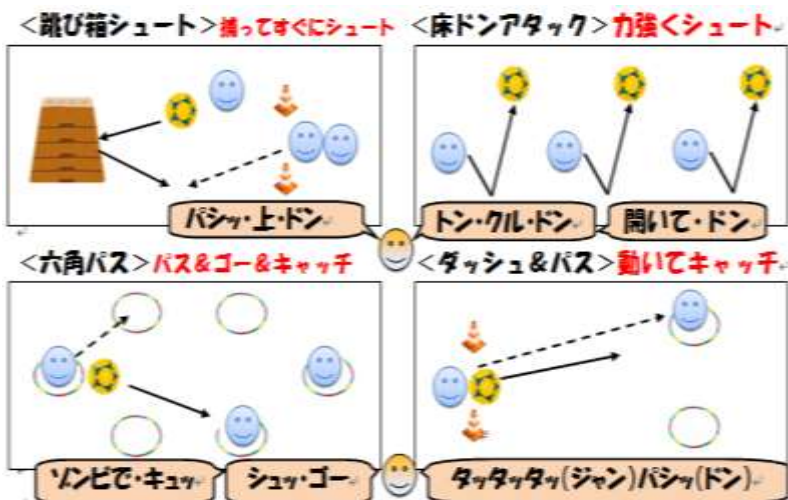 ＜跳び箱シュート＞捕ってすぐにシュート
＜床ドンアタック＞力強くシュート
パシッ・上・ドン
トン・クル・ドン
開いて・ドン
＜六角パス＞パス&ゴー&キャッチ
＜ダッシュ&パス＞動いてキャッチ
ゾンビで・キュッ
シュッ・ゴー
タッタッタッ(ジャン)パシッ(ドン)